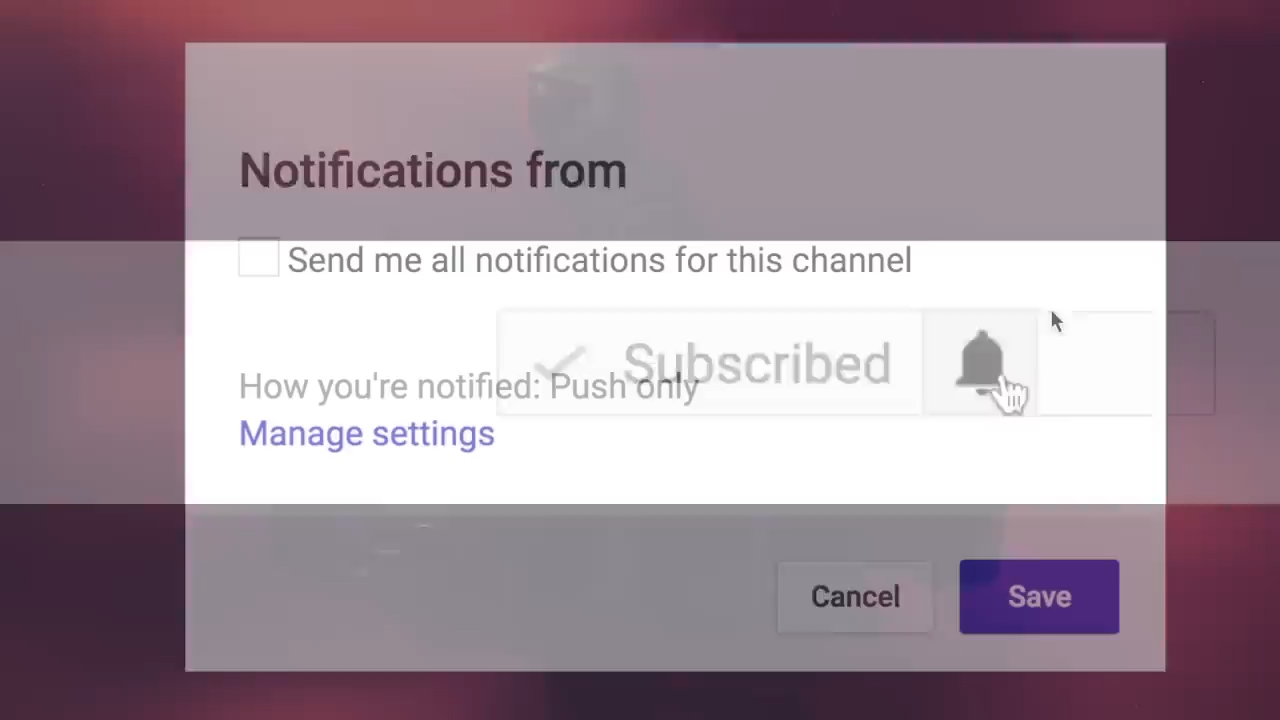 Notifications from
Send me all notifications for this channel
Subscribed
How you're notified: Push only
Manage settings
Cancel
Save